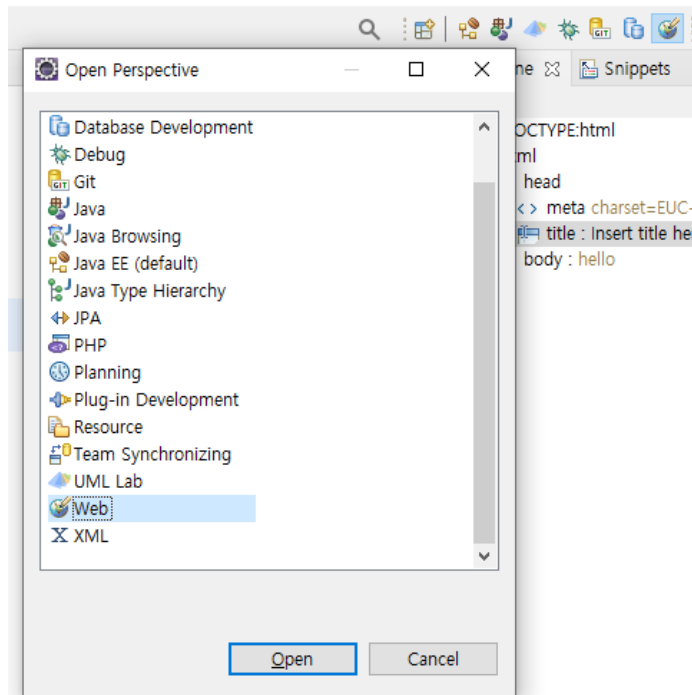 GIT
Open Perspective
ne
Snippets
Database Development
Debug
GIT
Git
Java
Java Browsing
Java EE (default)
Java Type Hierarchy
JPA
PHP
Planning
Plug-in Development
Resource
Team Synchronizing
UML Lab
Web
X XML
OCTYPE:html
ml
head
<> meta charset=EUC-
title : Insert title he
body : hello
Open
Cancel